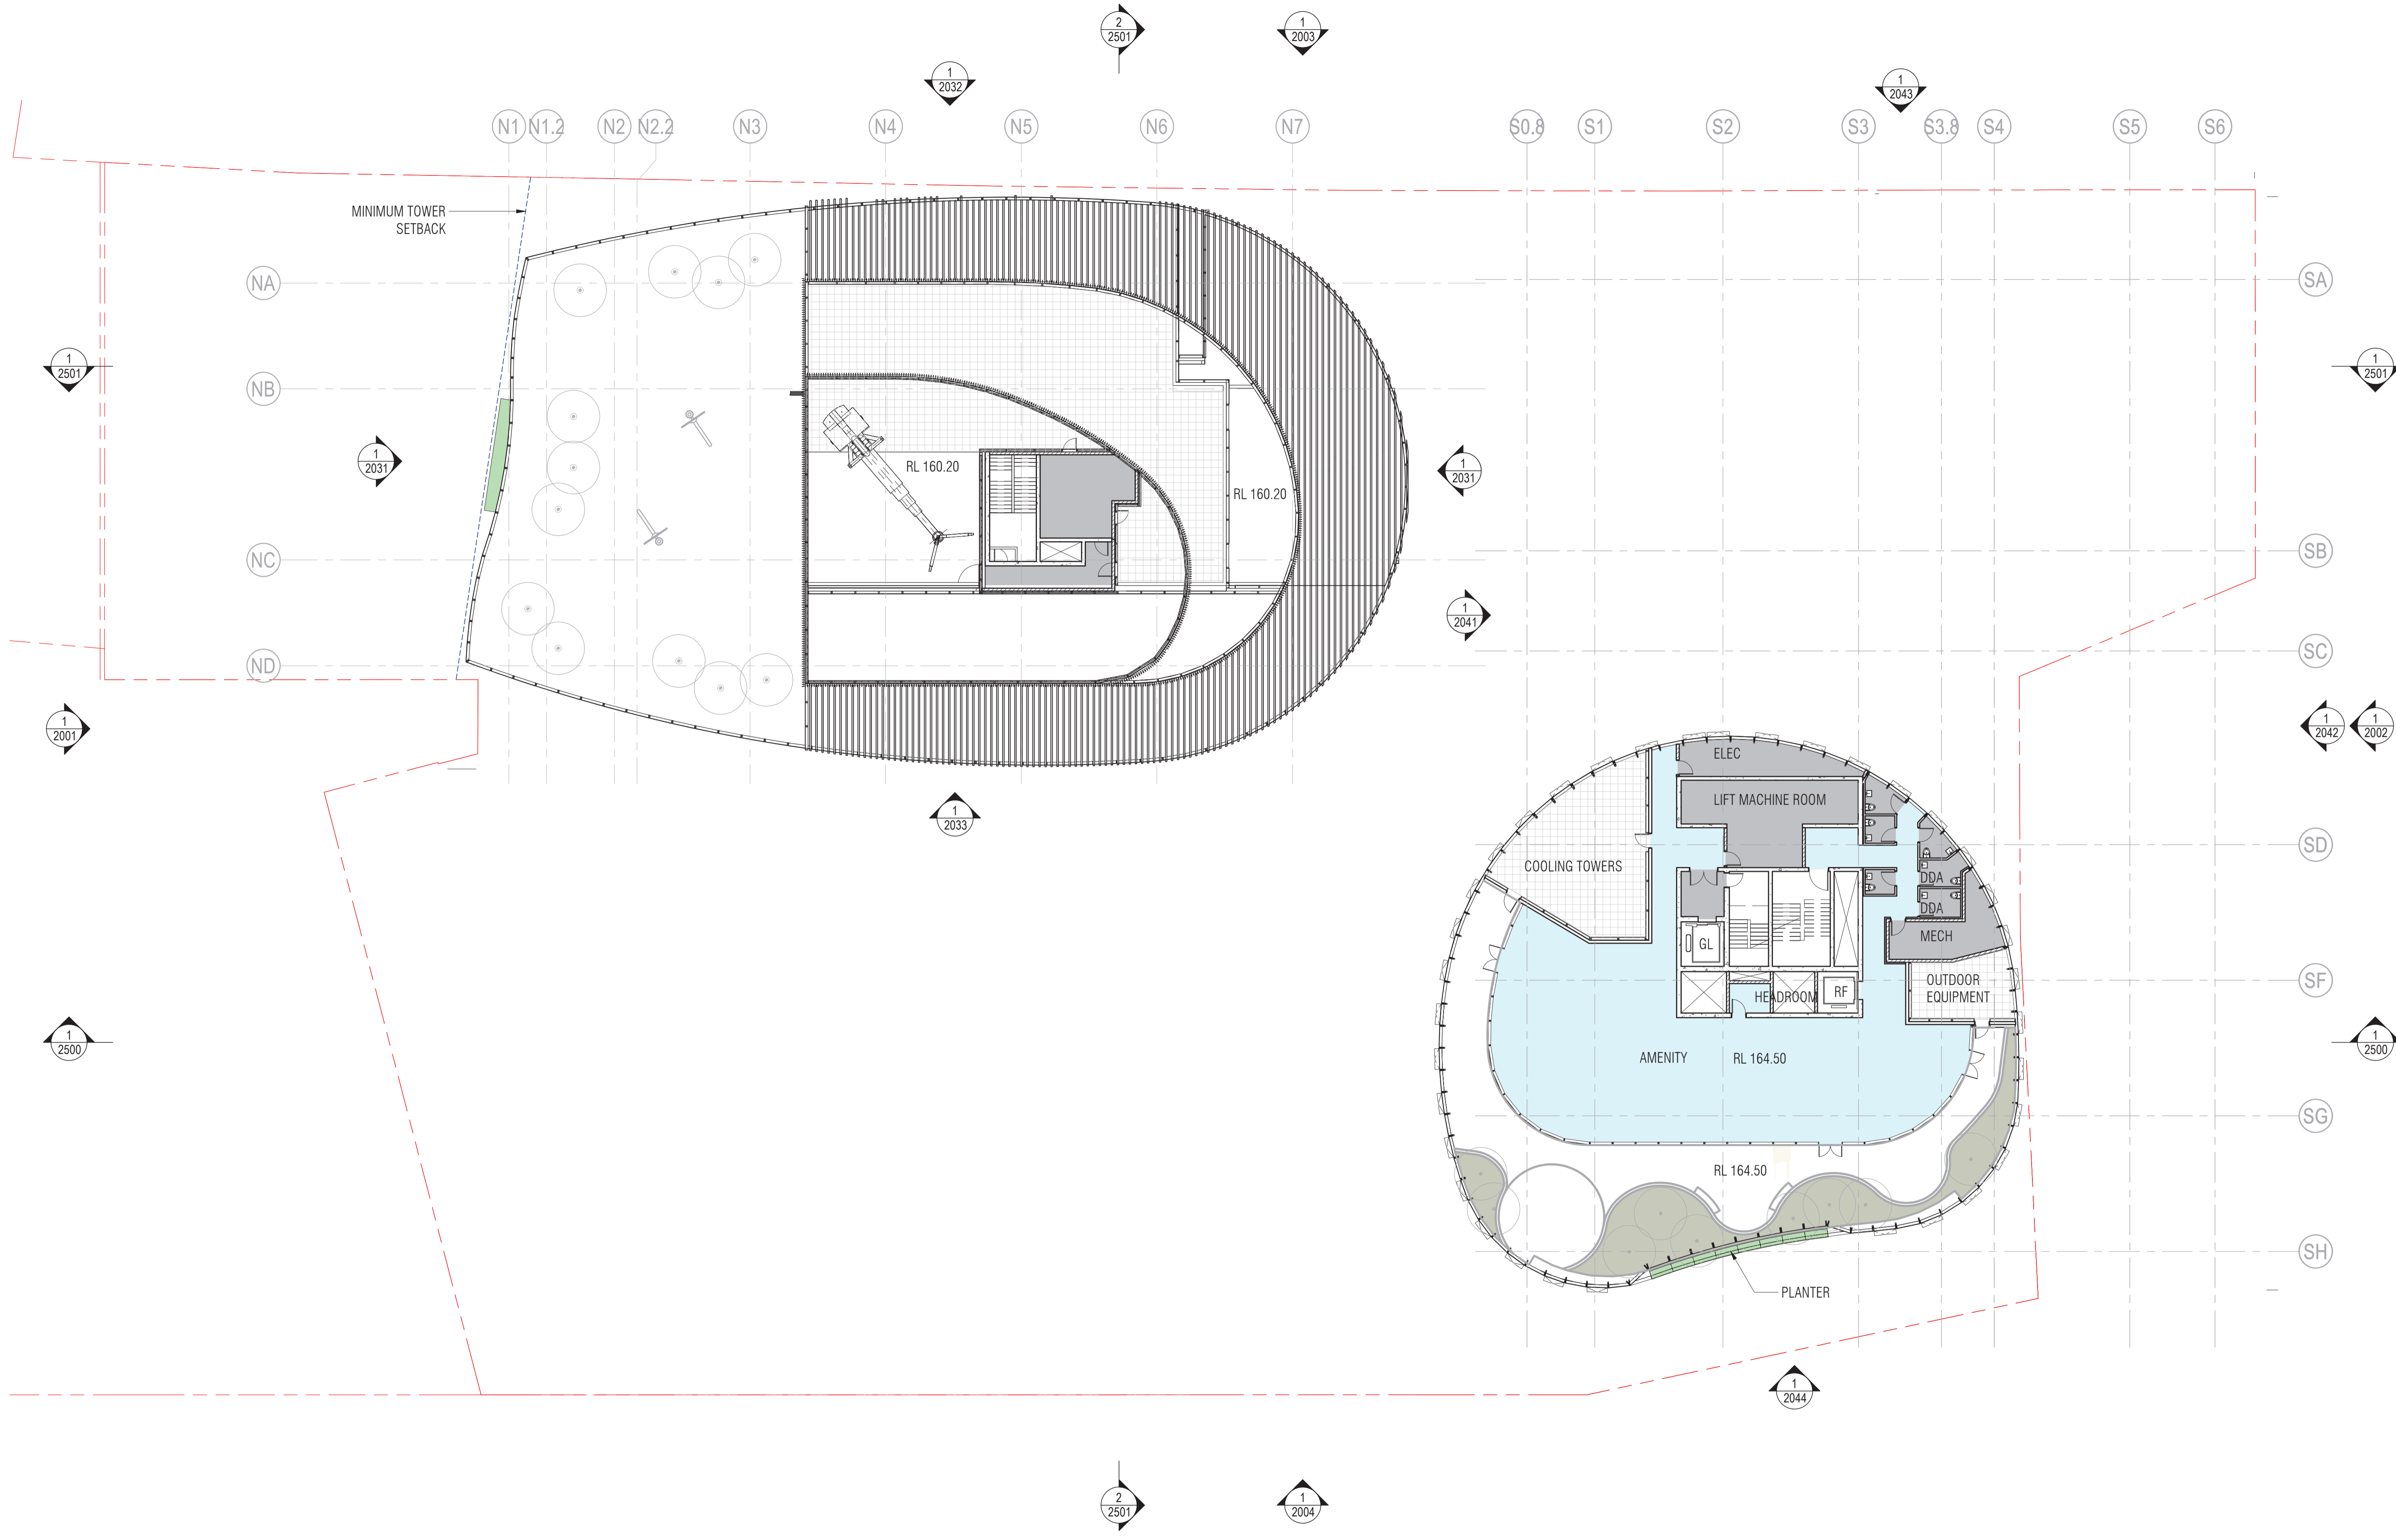 2
2501
1
2003
1
2032
1
2043
N1
N1.2
N2
N2.2
N3
N4
N5
N6
N7
S0.8
S1
S2
S3
S3.8
S4
S5
S6
MINIMUM TOWER
SETBACK
NA
SA
1
2501
1
2501
NB
1
2031
RL 160.20
RL 160.20
1
2031
NC
SB
1
2041
ND
SC
1
2001
1
2042
1
2002
ELEC
LIFT MACHINE ROOM
1
2033
SD
COOLING TOWERS
DDA
DDA
MECH
GL
SF
OUTDOOR
EQUIPMENT
HEADROOM
RF
1
2500
1
2500
AMENITY
RL 164.50
SG
RL 164.50
SH
PLANTER
1
2044
2
2501
1
2004